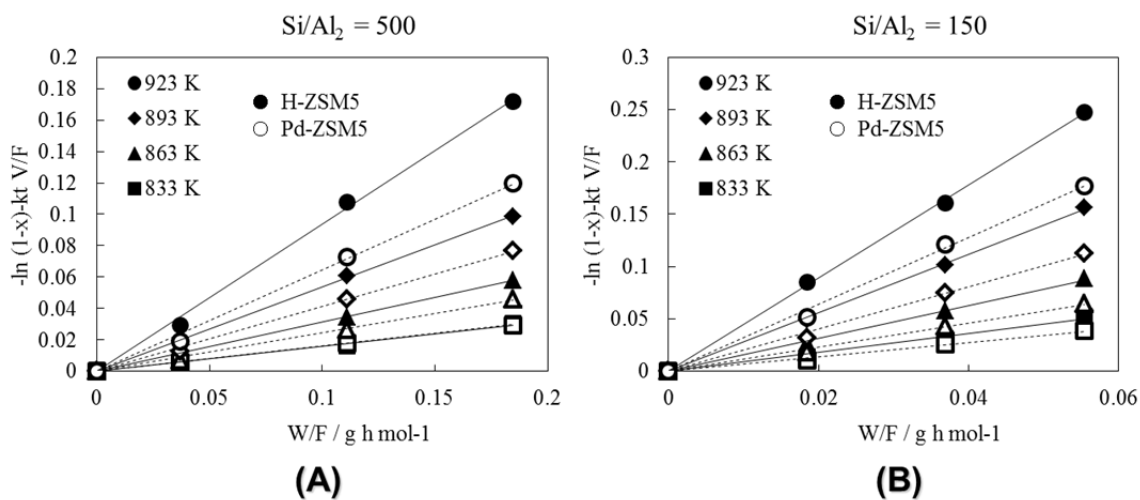 Si/Al2 = 500
-ln (1-x)-kt V/F
0.2
0.18
0.16
0.14
0.12
0.1
0.08
0.06
0.04
0.02
0
923 K
893 K
863 K
833 K
H-ZSM5
Pd-ZSM5
0 0.05 0.1 0.15 0.2
W/F / g h mol-1
(A)
Si/Al2 = 150
-ln (1-x)-kt V/F
0.3
0.25
0.2
0.15
0.1
0.05
0
923 K
893 K
863 K
833 K
H-ZSM5
Pd-ZSM5
0 0.02 0.04 0.06
W/F / g h mol-1
(B)